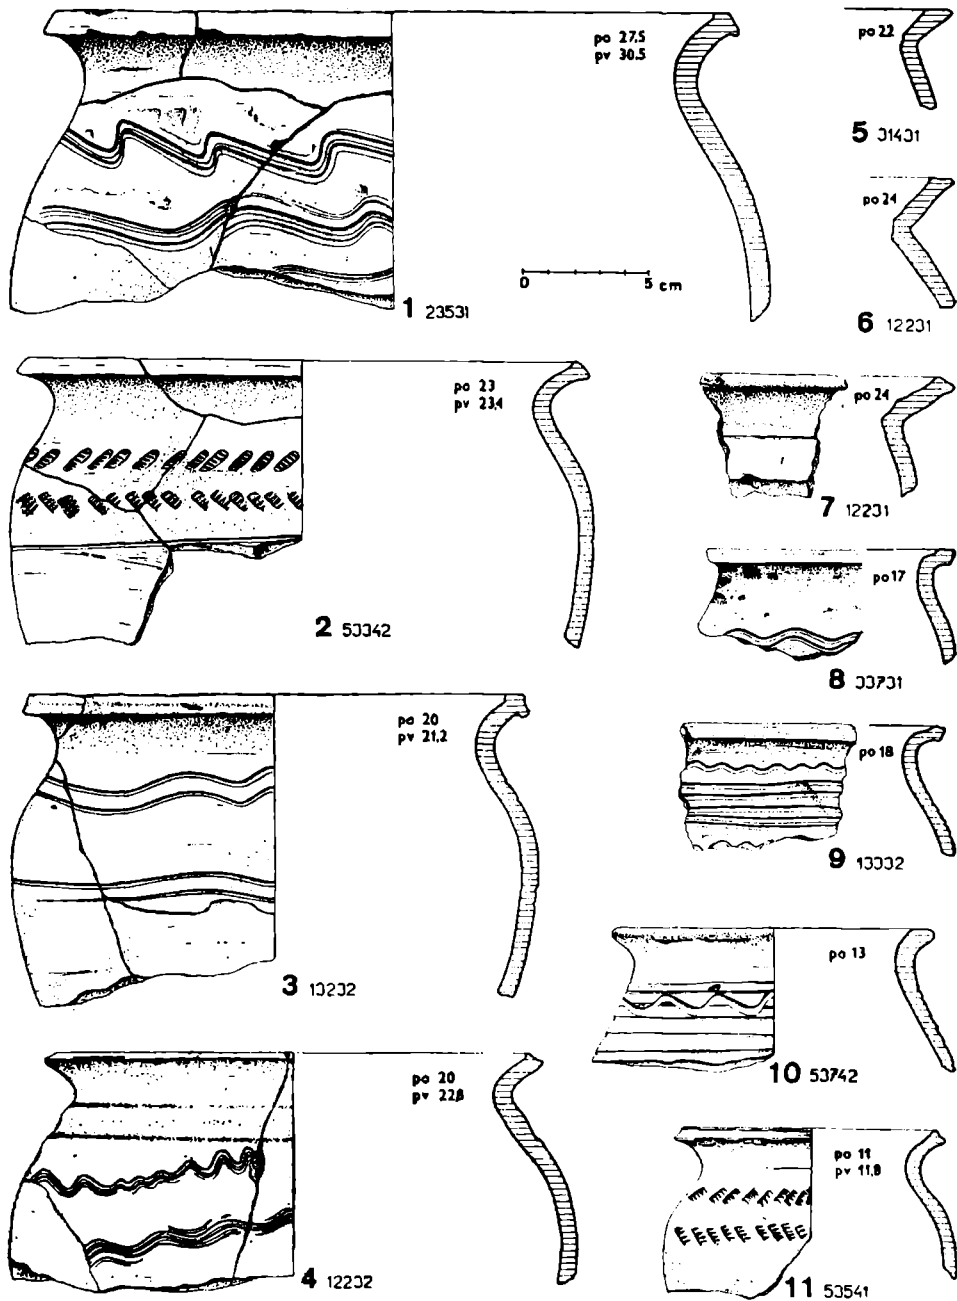 po 27,5
pv 30,5
0 5 cm
1 23531
po 22
5 31431
po 24
6 12231
po 23
pv 23,4
2 53342
po 24
7 12231
po 17
8 33731
po 20
pv 21,2
3 13232
po 18
9 13332
po 13
10 53742
po 20
pv 22,8
4 12232
po 11
pv 11,8
11 53541